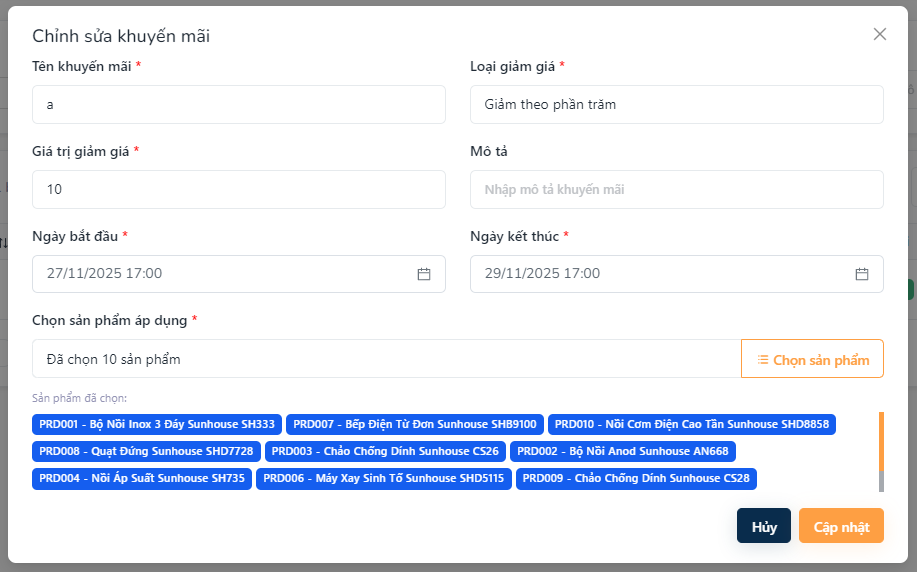 Chỉnh sửa khuyến mãi
Tên khuyến mãi *
Loại giảm giá *
a
Giảm theo phần trăm
Giá trị giảm giá *
Mô tả
10
Nhập mô tả khuyến mãi
Ngày bắt đầu *
Ngày kết thúc *
27/11/2025 17:00
29/11/2025 17:00
Chọn sản phẩm áp dụng *
Đã chọn 10 sản phẩm
Chọn sản phẩm
Sản phẩm đã chọn:
PRD001 - Bộ Nồi Inox 3 Đáy Sunhouse SH333
PRD007 - Bếp Điện Từ Đơn Sunhouse SHB9100
PRD010 - Nồi Cơm Điện Cao Tần Sunhouse SHD8858
PRD008 - Quạt Đứng Sunhouse SHD7728
PRD003 - Chảo Chống Dính Sunhouse CS26
PRD002 - Bộ Nồi Anod Sunhouse AN668
PRD004 - Nồi Áp Suất Sunhouse SH735
PRD006 - Máy Xay Sinh Tố Sunhouse SHD5115
PRD009 - Chảo Chống Dính Sunhouse CS28
Hủy
Cập nhật